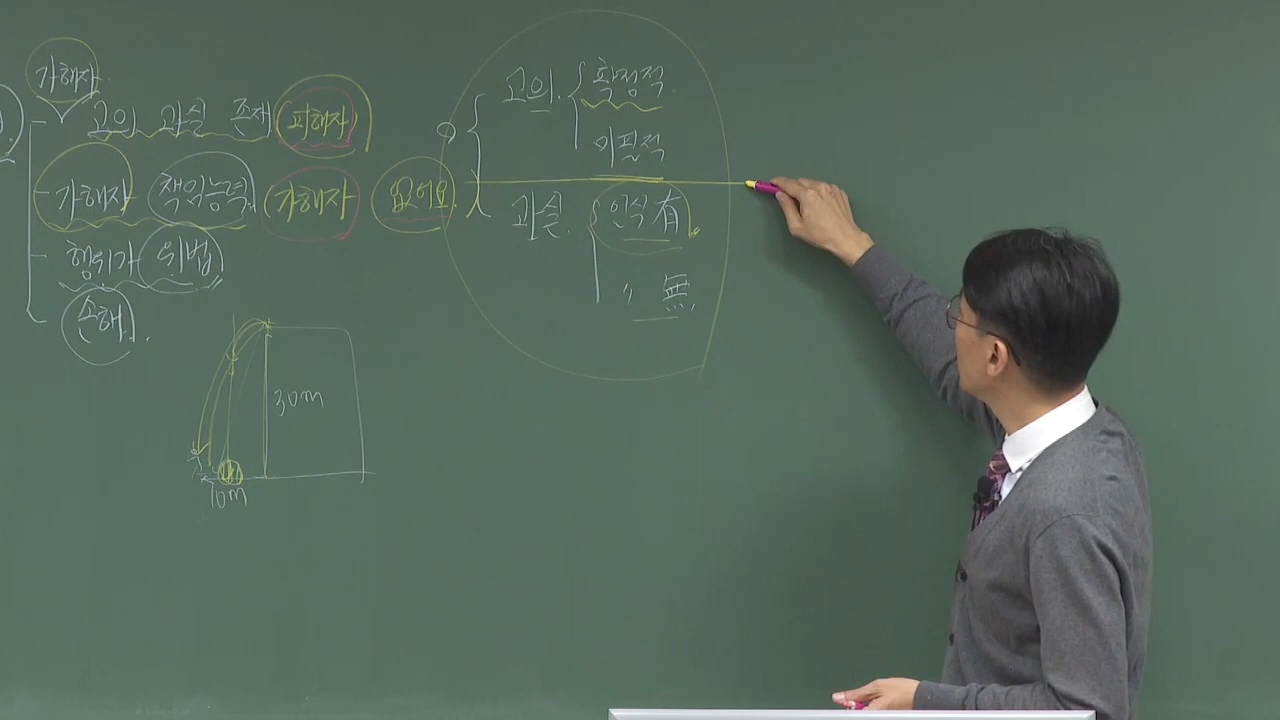 가해자
고의 과실 존재 피해자
가해자 책임능력 가해자 없어요.
행위가 위법
손해.
고의. 확정적
미필적
과실. 인식 有
〃 無
30m
10m